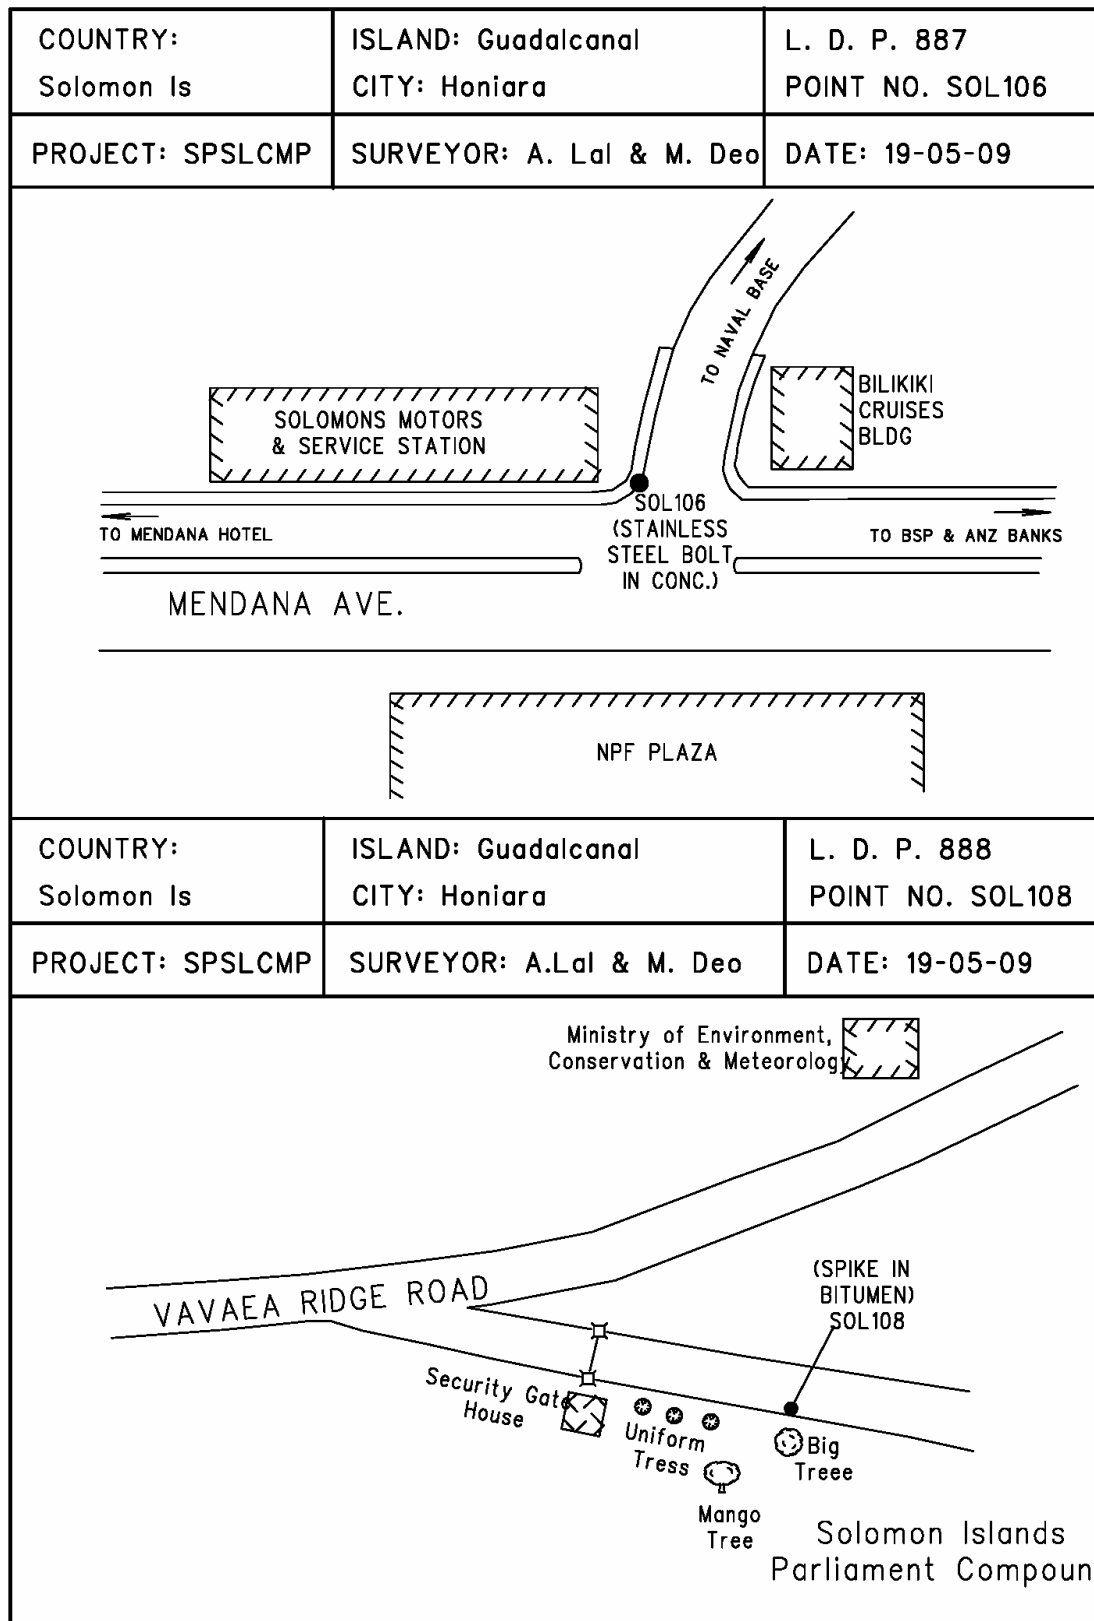 COUNTRY:
Solomon Is
ISLAND: Guadalcanal
CITY: Honiara
L. D. P. 887
POINT NO. SOL106
PROJECT: SPSLCMP
SURVEYOR: A. Lal & M. Deo
DATE: 19-05-09
TO NAVAL BASE
SOLOMONS MOTORS
& SERVICE STATION
BILIKIKI
CRUISES
BLDG
SOL106
(STAINLESS
STEEL BOLT
IN CONC.)
TO MENDANA HOTEL
TO BSP & ANZ BANKS
MENDANA AVE.
NPF PLAZA
COUNTRY:
Solomon Is
ISLAND: Guadalcanal
CITY: Honiara
L. D. P. 888
POINT NO. SOL108
PROJECT: SPSLCMP
SURVEYOR: A.Lal & M. Deo
DATE: 19-05-09
Ministry of Environment,
Conservation & Meteorology
VAVAEA RIDGE ROAD
(SPIKE IN
BITUMEN)
SOL108
Security Gate
House
Uniform
Tress
Big
Treee
Mango
Tree
Solomon Islands
Parliament Compoun